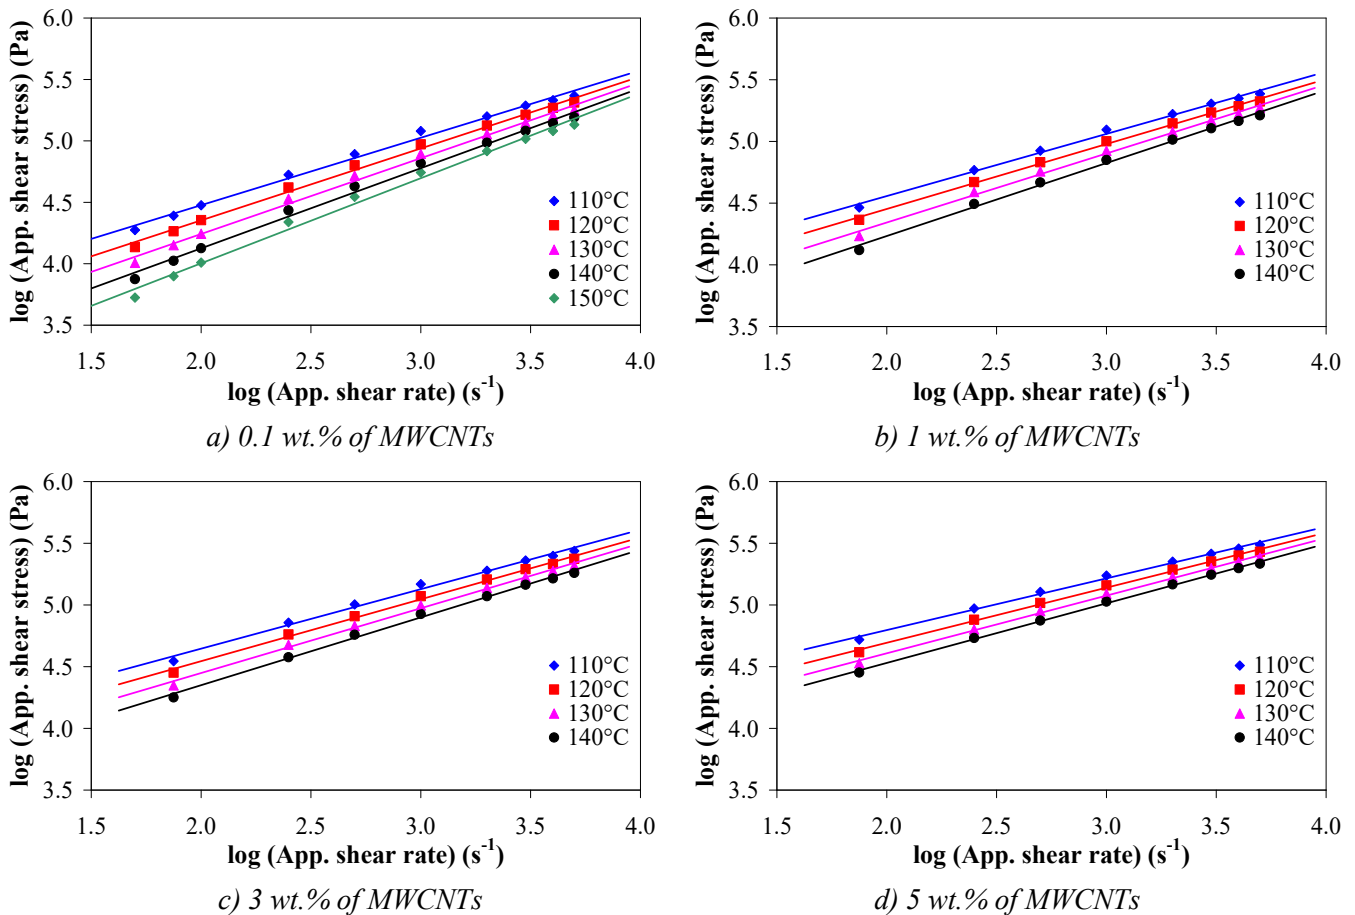 log (App. shear stress) (Pa)
6.0
5.5
5.0
4.5
4.0
3.5
110°C
120°C
130°C
140°C
150°C
1.5 2.0 2.5 3.0 3.5 4.0
log (App. shear rate) (s⁻¹)
a) 0.1 wt.% of MWCNTs
log (App. shear stress) (Pa)
6.0
5.5
5.0
4.5
4.0
3.5
110°C
120°C
130°C
140°C
1.5 2.0 2.5 3.0 3.5 4.0
log (App. shear rate) (s⁻¹)
b) 1 wt.% of MWCNTs
log (App. shear stress) (Pa)
6.0
5.5
5.0
4.5
4.0
3.5
110°C
120°C
130°C
140°C
1.5 2.0 2.5 3.0 3.5 4.0
log (App. shear rate) (s⁻¹)
c) 3 wt.% of MWCNTs
log (App. shear stress) (Pa)
6.0
5.5
5.0
4.5
4.0
3.5
110°C
120°C
130°C
140°C
1.5 2.0 2.5 3.0 3.5 4.0
log (App. shear rate) (s⁻¹)
d) 5 wt.% of MWCNTs